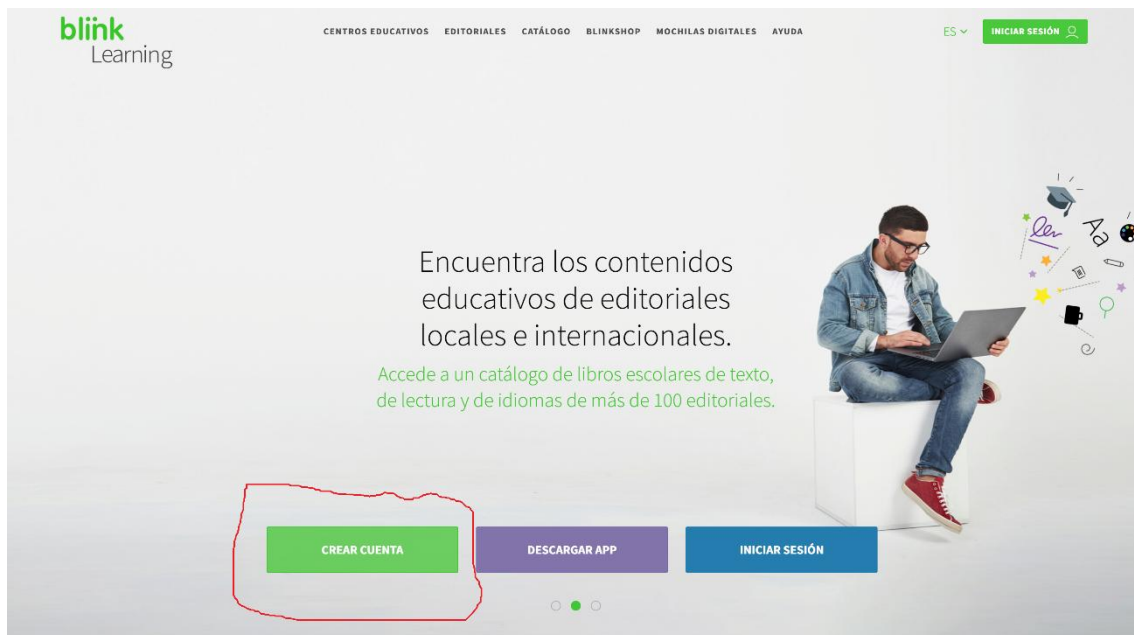 blink
Learning
CENTROS EDUCATIVOS EDITORIALES CATÁLOGO BLINKSHOP MOCHILAS DIGITALES AYUDA
ES
INICIAR SESIÓN
Encuentra los contenidos
educativos de editoriales
locales e internacionales.
Accede a un catálogo de libros escolares de texto,
de lectura y de idiomas de más de 100 editoriales.
ler
Aa
CREAR CUENTA
DESCARGAR APP
INICIAR SESIÓN